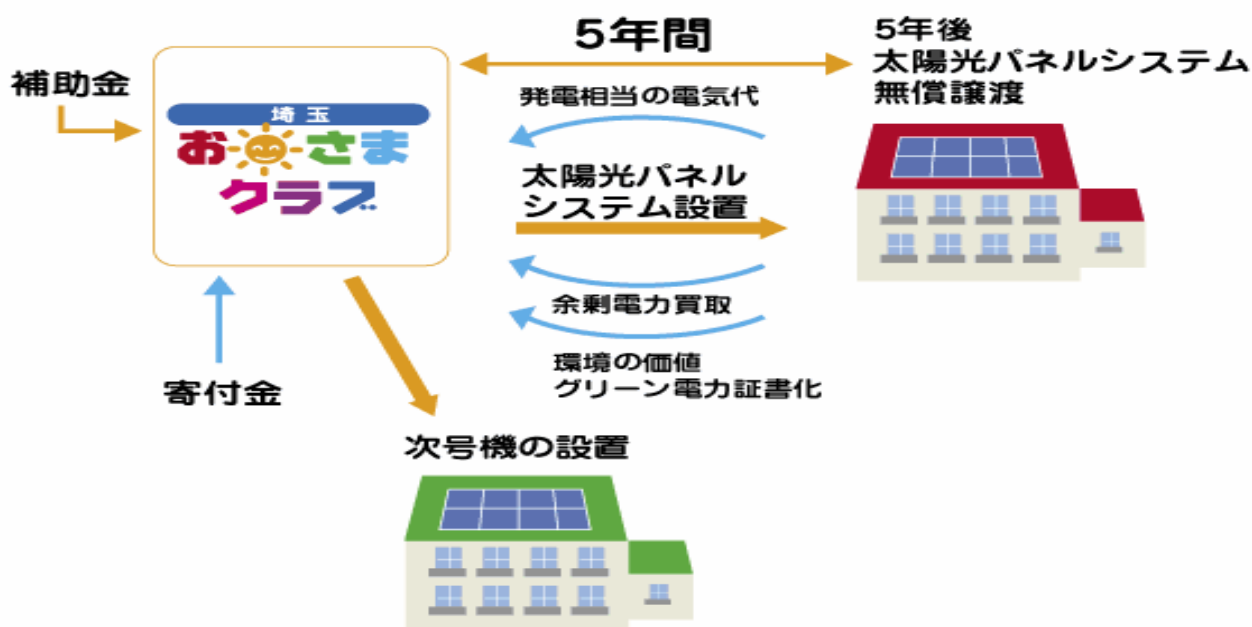 5年間
5年後
太陽光パネルシステム
無償譲渡
補助金
埼玉
おさま
クラブ
発電相当の電気代
太陽光パネル
システム設置
余剰電力買取
環境の価値
グリーン電力証書化
寄付金
次号機の設置